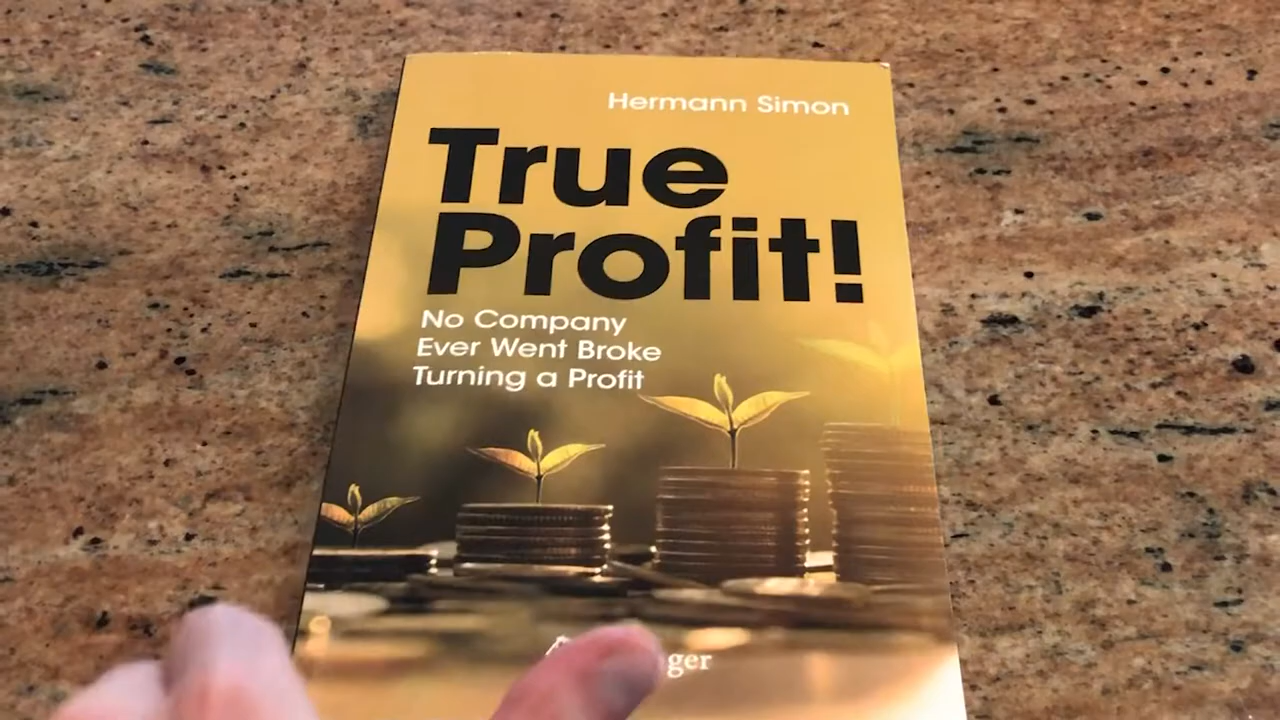 Hermann Simon
True
Profit!
No Company
Ever Went Broke
Turning a Profit